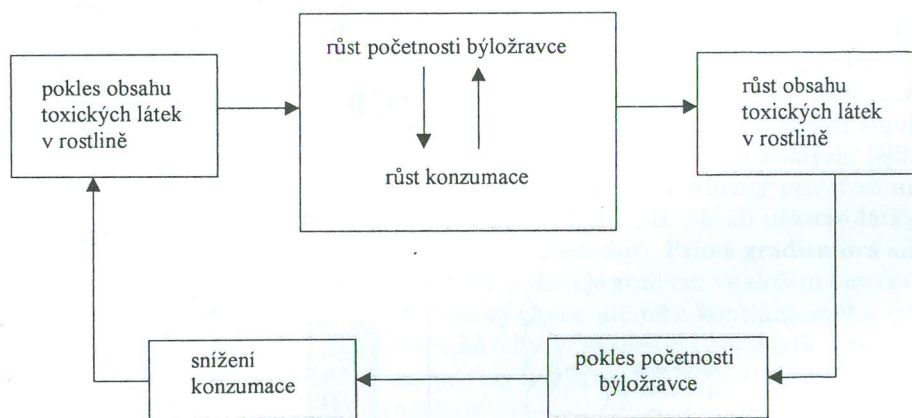 pokles obsahu
toxických látek
v rostlině
růst početnosti býložravce
růst konzumace
růst obsahu
toxických látek
v rostlině
pokles početnosti
býložravce
snížení
konzumace